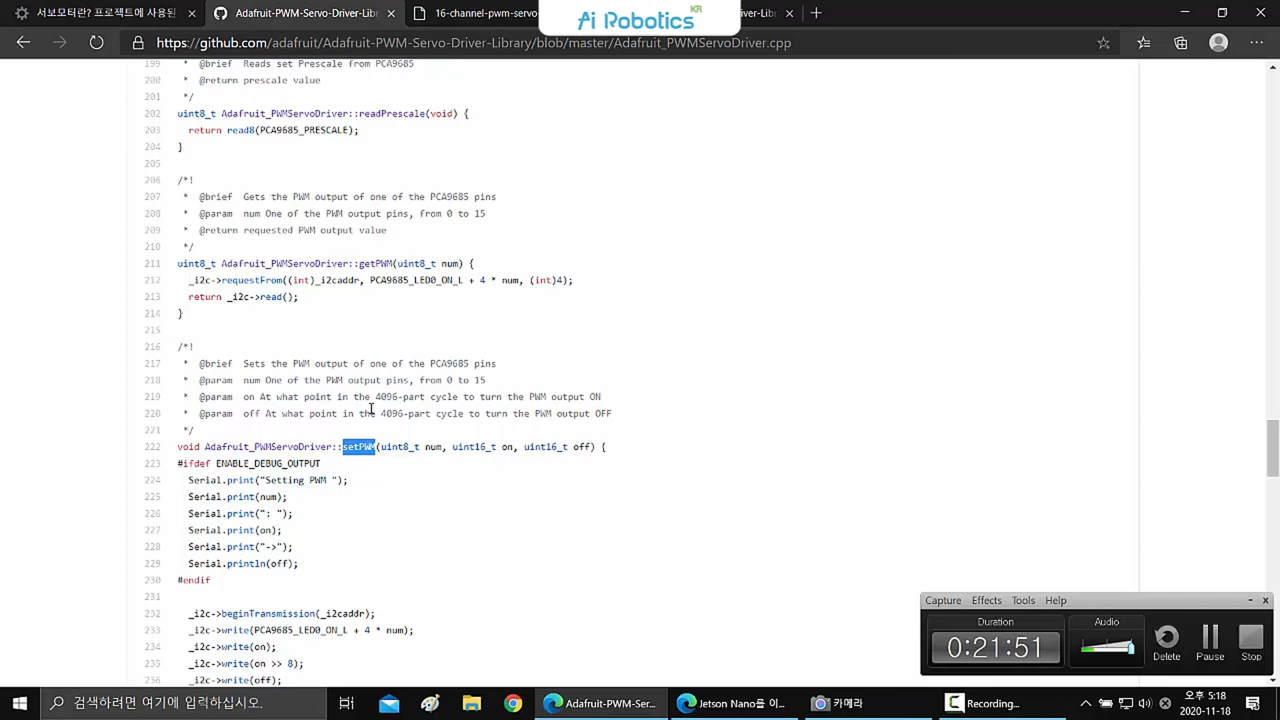 서보모터란? 프로젝트에 사용된
Adafruit-PWM-Servo-Driver-Lib
16-channel-pwm-servo
Ai Robotics KR
https://github.com/adafruit/Adafruit-PWM-Servo-Driver-Library/blob/master/Adafruit_PWMServoDriver.cpp
199 * @brief Reads set Prescale from PCA9685
200 * @return prescale value
201 */
202 uint8_t Adafruit_PWMServoDriver::readPrescale(void) {
203 return read8(PCA9685_PRESCALE);
204 }
205
206 /*!
207 * @brief Gets the PWM output of one of the PCA9685 pins
208 * @param num One of the PWM output pins, from 0 to 15
209 * @return requested PWM output value
210 */
211 uint8_t Adafruit_PWMServoDriver::getPWM(uint8_t num) {
212 _i2c->requestFrom((int)_i2caddr, PCA9685_LED0_ON_L + 4 * num, (int)4);
213 return _i2c->read();
214 }
215
216 /*!
217 * @brief Sets the PWM output of one of the PCA9685 pins
218 * @param num One of the PWM output pins, from 0 to 15
219 * @param on At what point in the 4096-part cycle to turn the PWM output ON
220 * @param off At what point in the 4096-part cycle to turn the PWM output OFF
221 */
222 void Adafruit_PWMServoDriver::setPWM(uint8_t num, uint16_t on, uint16_t off) {
223 #ifdef ENABLE_DEBUG_OUTPUT
224 Serial.print("Setting PWM ");
225 Serial.print(num);
226 Serial.print(": ");
227 Serial.print(on);
228 Serial.print("->");
229 Serial.println(off);
230 #endif
231
232 _i2c->beginTransmission(_i2caddr);
233 _i2c->write(PCA9685_LED0_ON_L + 4 * num);
234 _i2c->write(on);
235 _i2c->write(on >> 8);
236 _i2c->write(off);
Capture Effects Tools Help
Duration
0:21:51
Audio
Delete
Pause
Stop
검색하려면 여기에 입력하십시오.
Adafruit-PWM-Ser...
Jetson Nano를 이...
카메라
Recording...
오후 5:18
2020-11-18